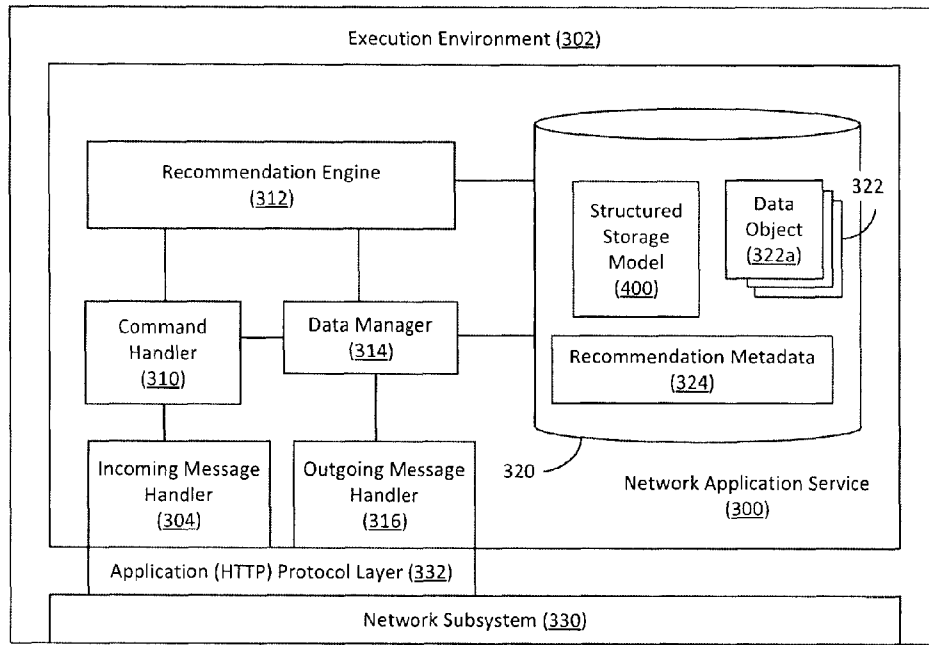 Execution Environment (302)
Recommendation Engine
(312)
Structured
Storage
Model
(400)
Data
Object
(322a)
322
Command
Handler
(310)
Data Manager
(314)
Recommendation Metadata
(324)
Incoming Message
Handler
(304)
Outgoing Message
Handler
(316)
320
Network Application Service
(300)
Application (HTTP) Protocol Layer (332)
Network Subsystem (330)